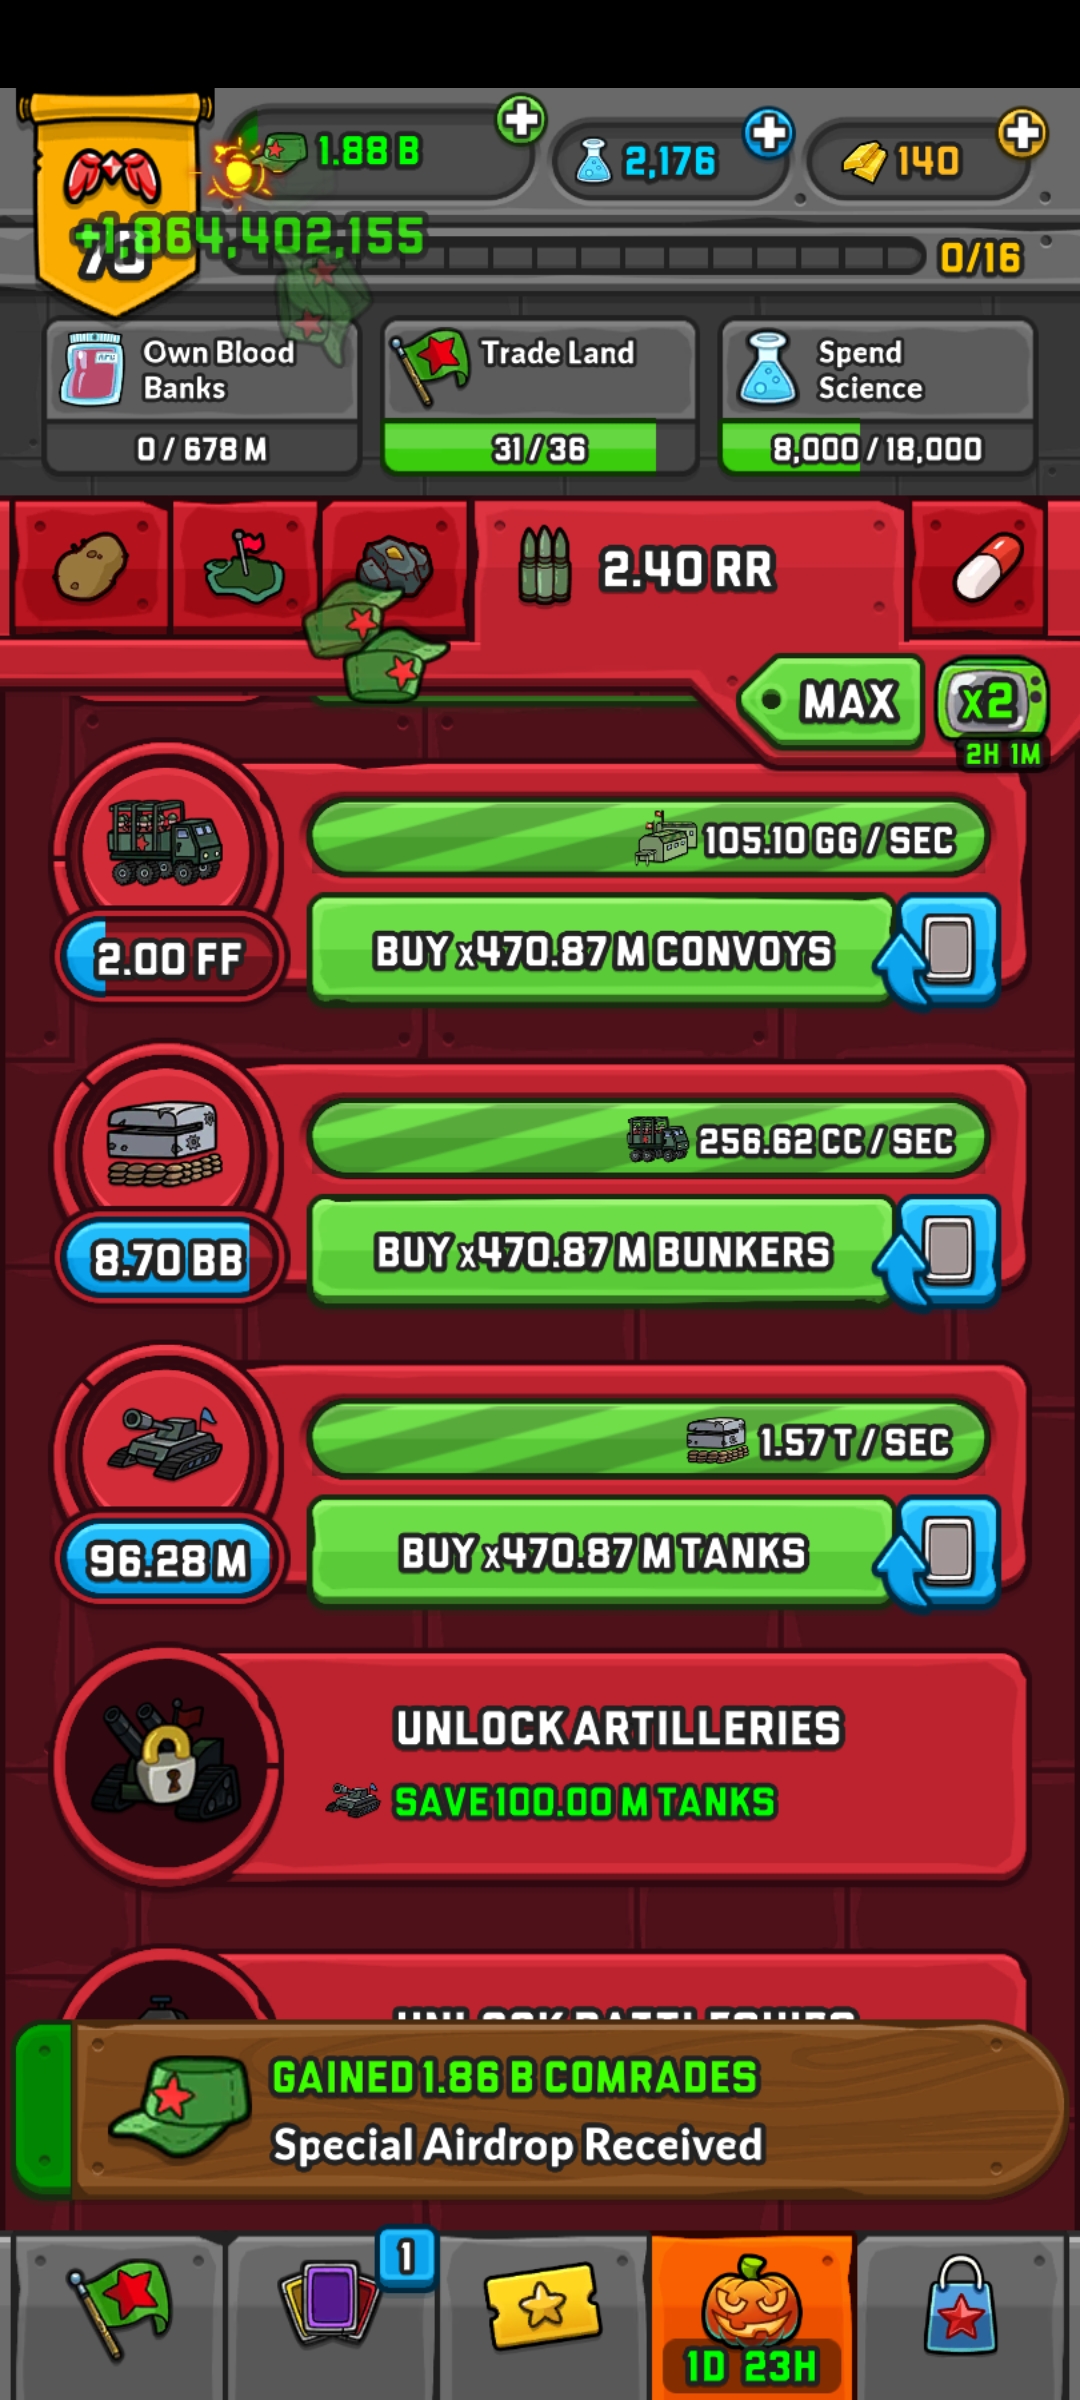 1.88 B
2,176
140
+1,864,402,155
70
0/16
Own Blood
Banks
0 / 678 M
Trade Land
31 / 36
Spend
Science
8,000 / 18,000
2.40 RR
MAX
x2
2H 1M
105.10 GG / SEC
2.00 FF
BUY x470.87 M CONVOYS
256.62 CC / SEC
8.70 BB
BUY x470.87 M BUNKERS
1.57 T / SEC
96.28 M
BUY x470.87 M TANKS
UNLOCK ARTILLERIES
SAVE 100.00 M TANKS
UNLOCK BATTLESHIPS
GAINED 1.86 B COMRADES
Special Airdrop Received
1
1D 23H